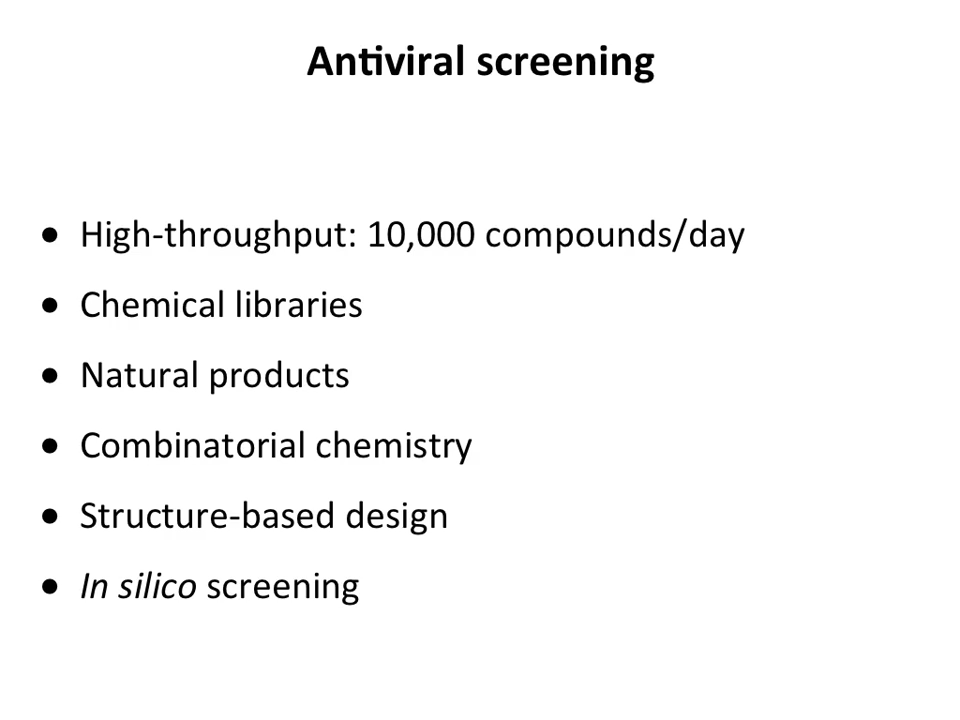 Antiviral screening
• High-throughput: 10,000 compounds/day
• Chemical libraries
• Natural products
• Combinatorial chemistry
• Structure-based design
• In silico screening